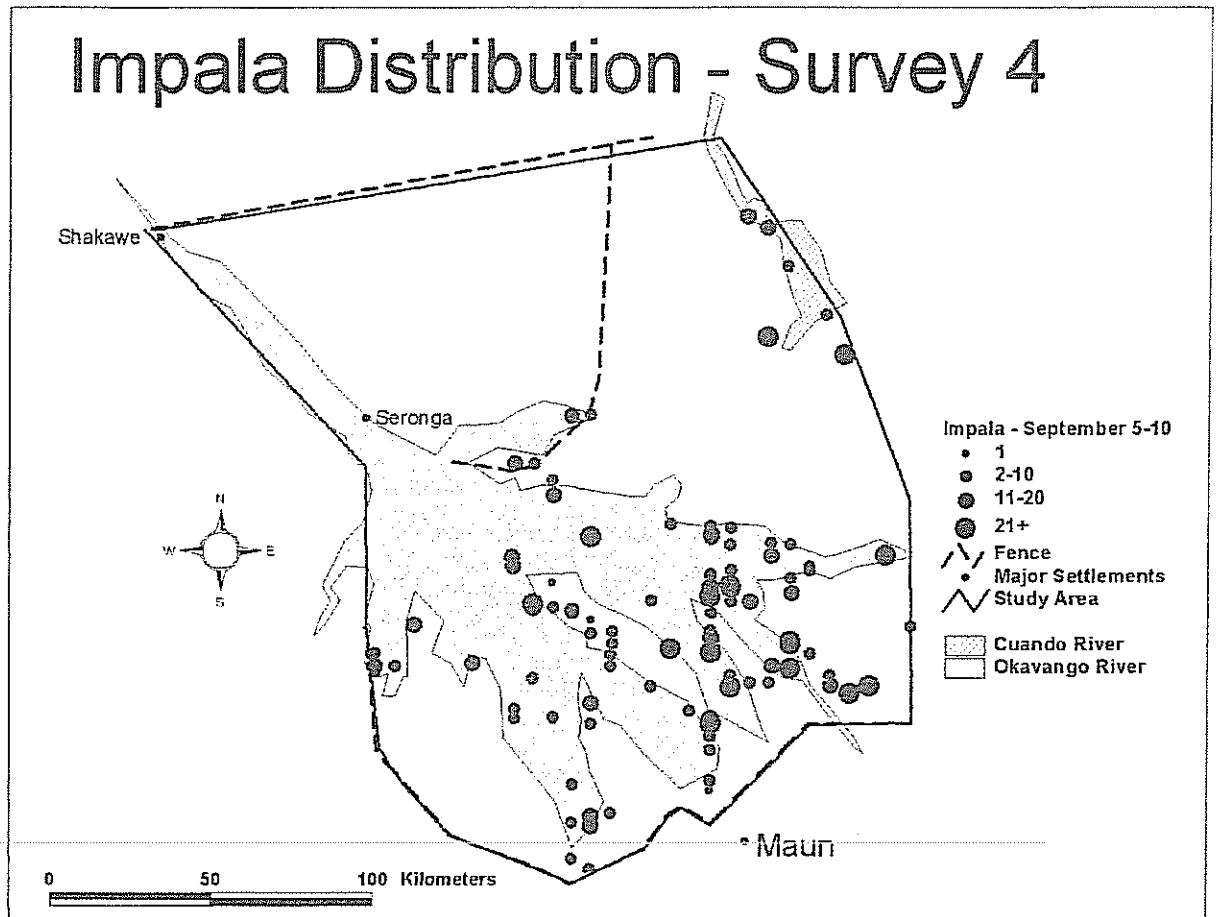 Impala Distribution - Survey 4
Shakawe
Seronga
N
W E
S
Impala - September 5-10
1
2-10
11-20
21+
Fence
Major Settlements
Study Area
Cuando River
Okavango River
Maun
0 50 100 Kilometers